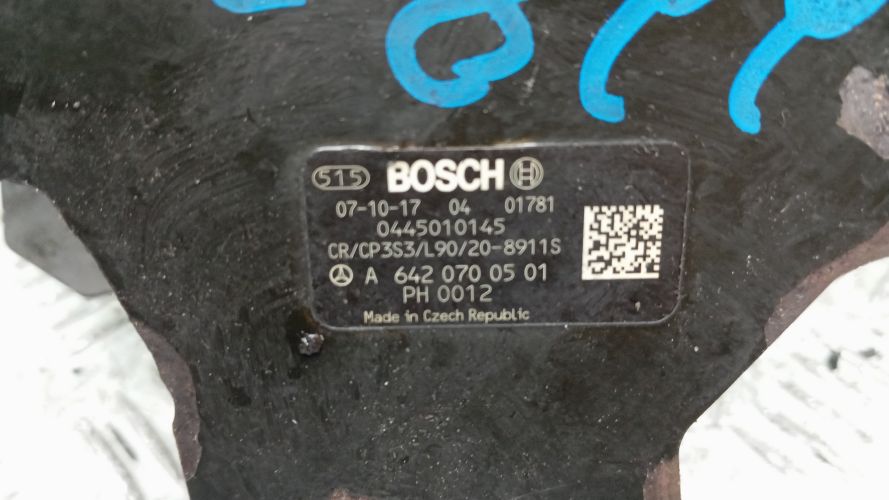 515 BOSCH
07-10-17 04 01781
0445010145
CR/CP3S3/L90/20-8911S
A 642 070 05 01
PH 0012
Made in Czech Republic